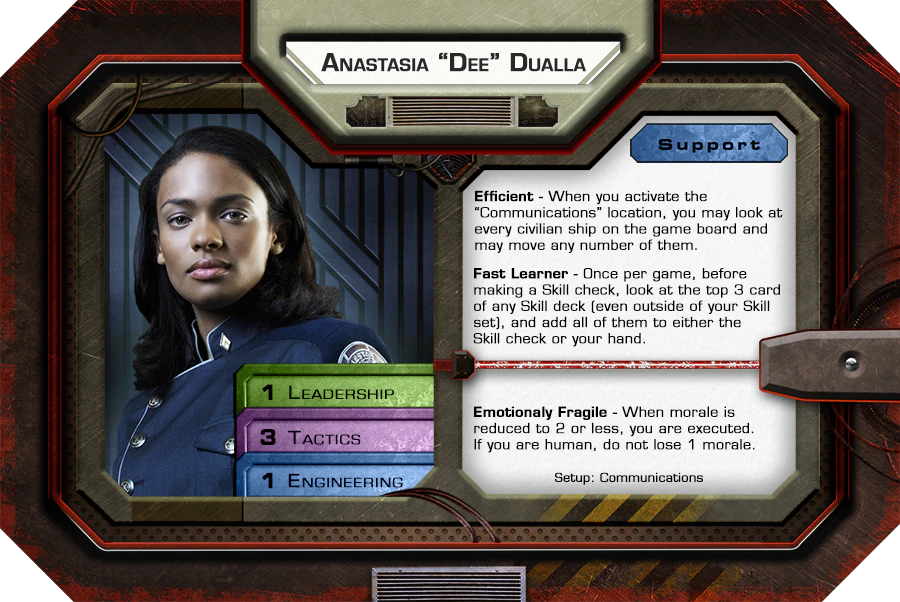 Anastasia “Dee” Dualla
Support
Efficient - When you activate the
“Communications” location, you may look at
every civilian ship on the game board and
may move any number of them.
Fast Learner - Once per game, before
making a Skill check, look at the top 3 card
of any Skill deck (even outside of your Skill
set), and add all of them to either the
Skill check or your hand.
1 Leadership
3 Tactics
1 Engineering
Emotionaly Fragile - When morale is
reduced to 2 or less, you are executed.
If you are human, do not lose 1 morale.
Setup: Communications